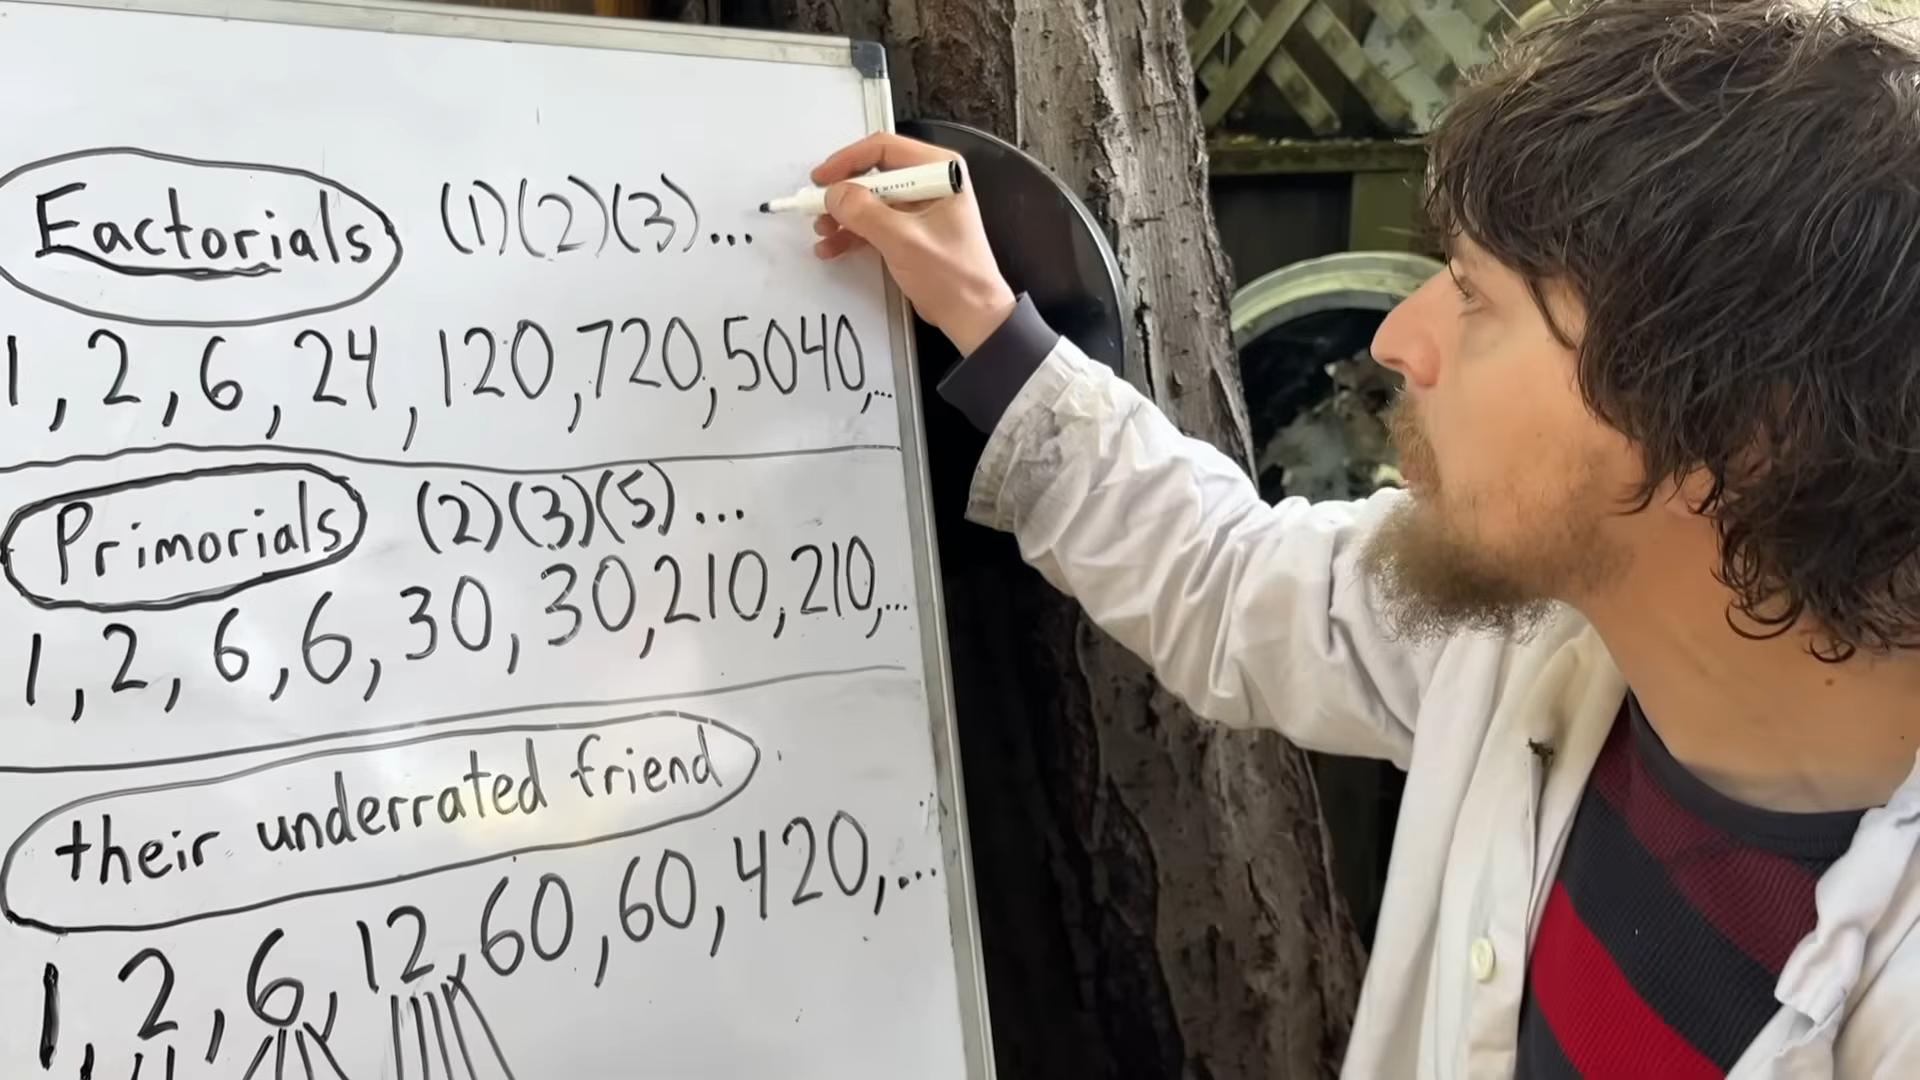 Factorials (1)(2)(3)...
1, 2, 6, 24, 120, 720, 5040,...
Primorials (2)(3)(5)...
1, 2, 6, 6, 30, 30, 210, 210,...
their underrated friend
1, 2, 6, 12, 60, 60, 420,...